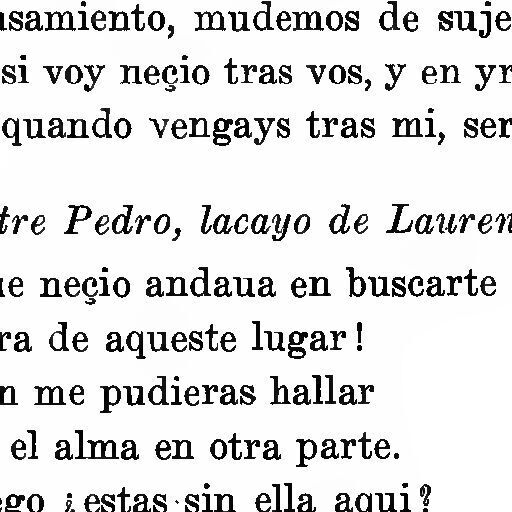 samiento, mudemos de suje
si voy neçio tras vos, y en yr
quando vengays tras mi, ser
tre Pedro, lacayo de Lauren
ue neçio andaua en buscarte
ra de aqueste lugar!
n me pudieras hallar
el alma en otra parte.
ego ¿estas sin ella aqui?